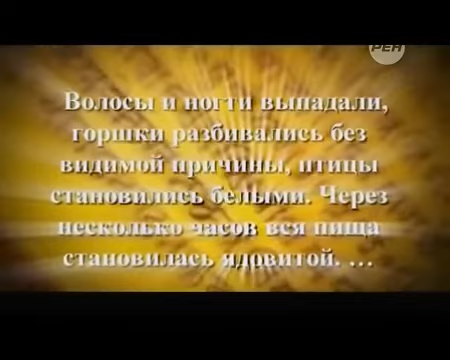 РЕН
Волосы и ногти выпадали,
горшки разбивались без
видимой причины, птицы
становились белыми. Через
несколько часов вся пища
становилась ядовитой. ...